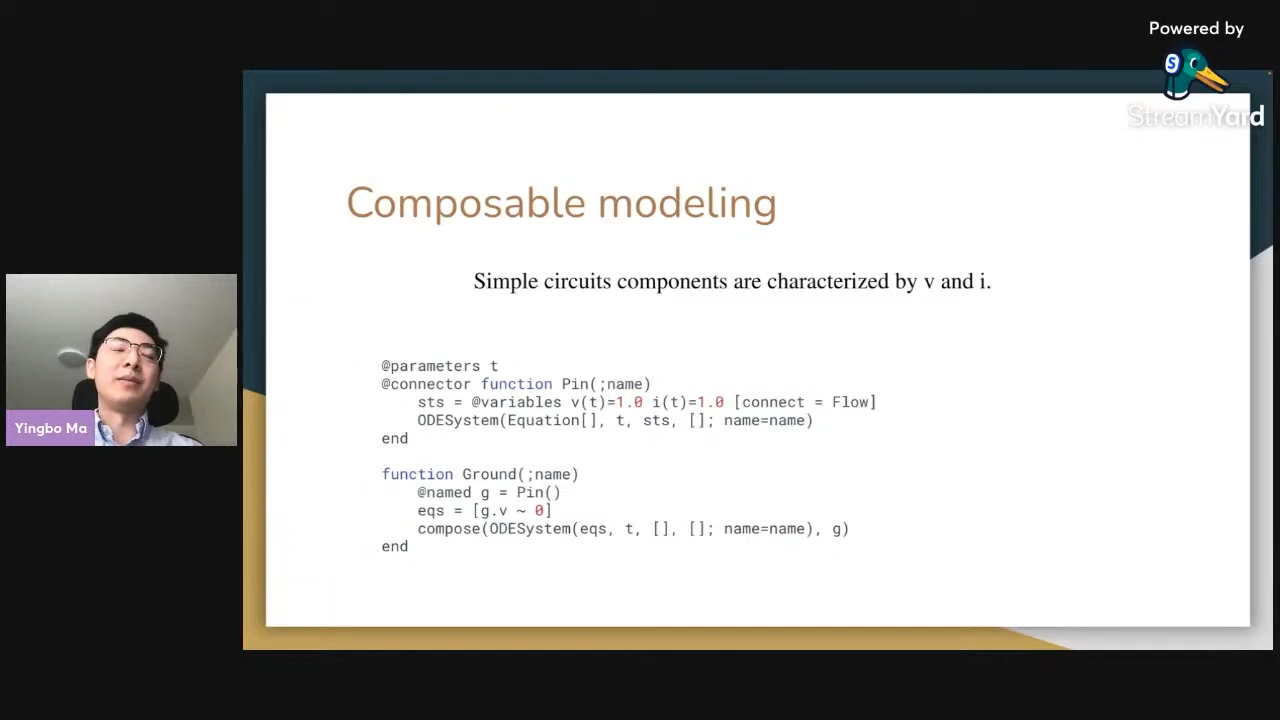 Powered by
StreamYard
Composable modeling
Simple circuits components are characterized by v and i.
@parameters t
@connector function Pin(;name)
    sts = @variables v(t)=1.0 i(t)=1.0 [connect = Flow]
    ODESystem(Equation[], t, sts, []; name=name)
end
function Ground(;name)
    @named g = Pin()
    eqs = [g.v ~ 0]
    compose(ODESystem(eqs, t, [], []; name=name), g)
end
Yingbo Ma